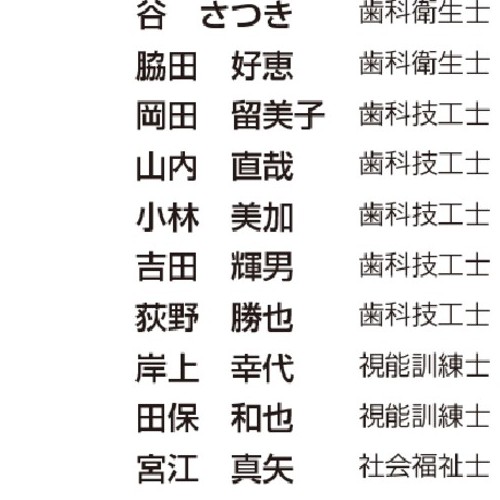 谷　さつき　歯科衛生士
脇田　好恵　歯科衛生士
岡田　留美子　歯科技工士
山内　直哉　歯科技工士
小林　美加　歯科技工士
吉田　輝男　歯科技工士
荻野　勝也　歯科技工士
岸上　幸代　視能訓練士
田保　和也　視能訓練士
宮江　真矢　社会福祉士